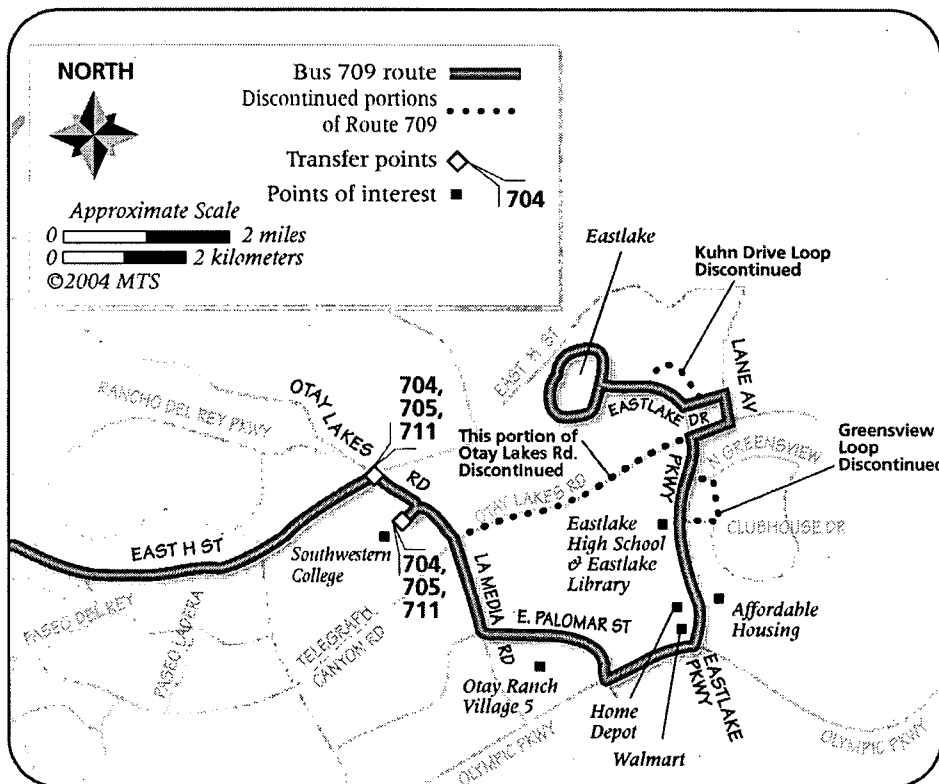 NORTH
Bus 709 route
Discontinued portions
of Route 709
Transfer points
704
Points of interest
Approximate Scale
0 2 miles
0 2 kilometers
©2004 MTS
Eastlake
Kuhn Drive Loop
Discontinued
EAST H ST
LANE AV
RANCHO DEL REY PKWY
OTAY LAKES RD
704,
705,
711
EASTLAKE DR
This portion of
Otay Lakes Rd.
Discontinued
PKWY
N GREENSVIEW
Greensview
Loop
Discontinued
OTAY LAKES RD
CLUBHOUSE DR
EAST H ST
Southwestern
College
704,
705,
711
LA MEDIA RD
Eastlake
High School
& Eastlake
Library
PASEO DEL REY
PASEO LADERA
TELEGRAPH
CANYON RD
E. PALOMAR ST
Affordable
Housing
Otay Ranch
Village 5
Home
Depot
Walmart
EASTLAKE
PKWY
OLYMPIC PKWY
OLYMPIC PKWY